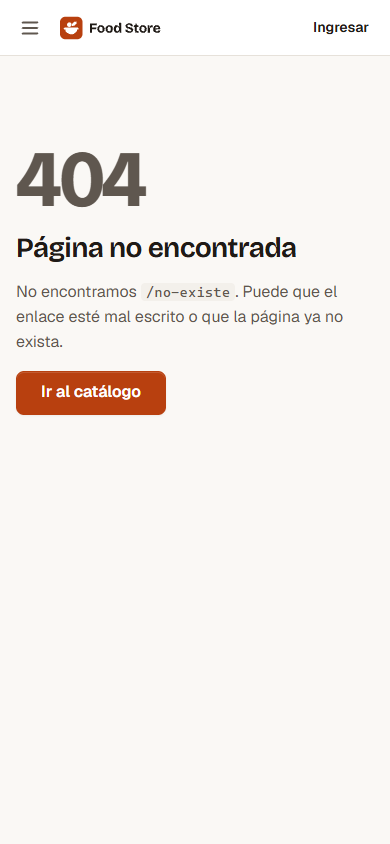 Food Store
Ingresar
404
Página no encontrada
No encontramos /no-existe. Puede que el
enlace esté mal escrito o que la página ya no
exista.
Ir al catálogo